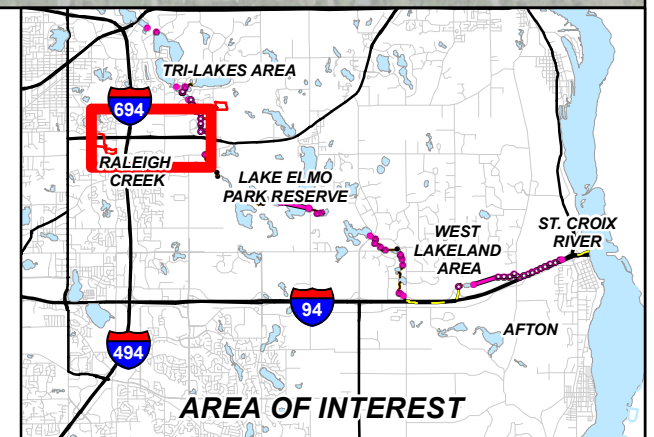 TRI-LAKES AREA
694
RALEIGH
CREEK
LAKE ELMO
PARK RESERVE
WEST
LAKELAND
AREA
ST. CROIX
RIVER
94
AFTON
494
AREA OF INTEREST